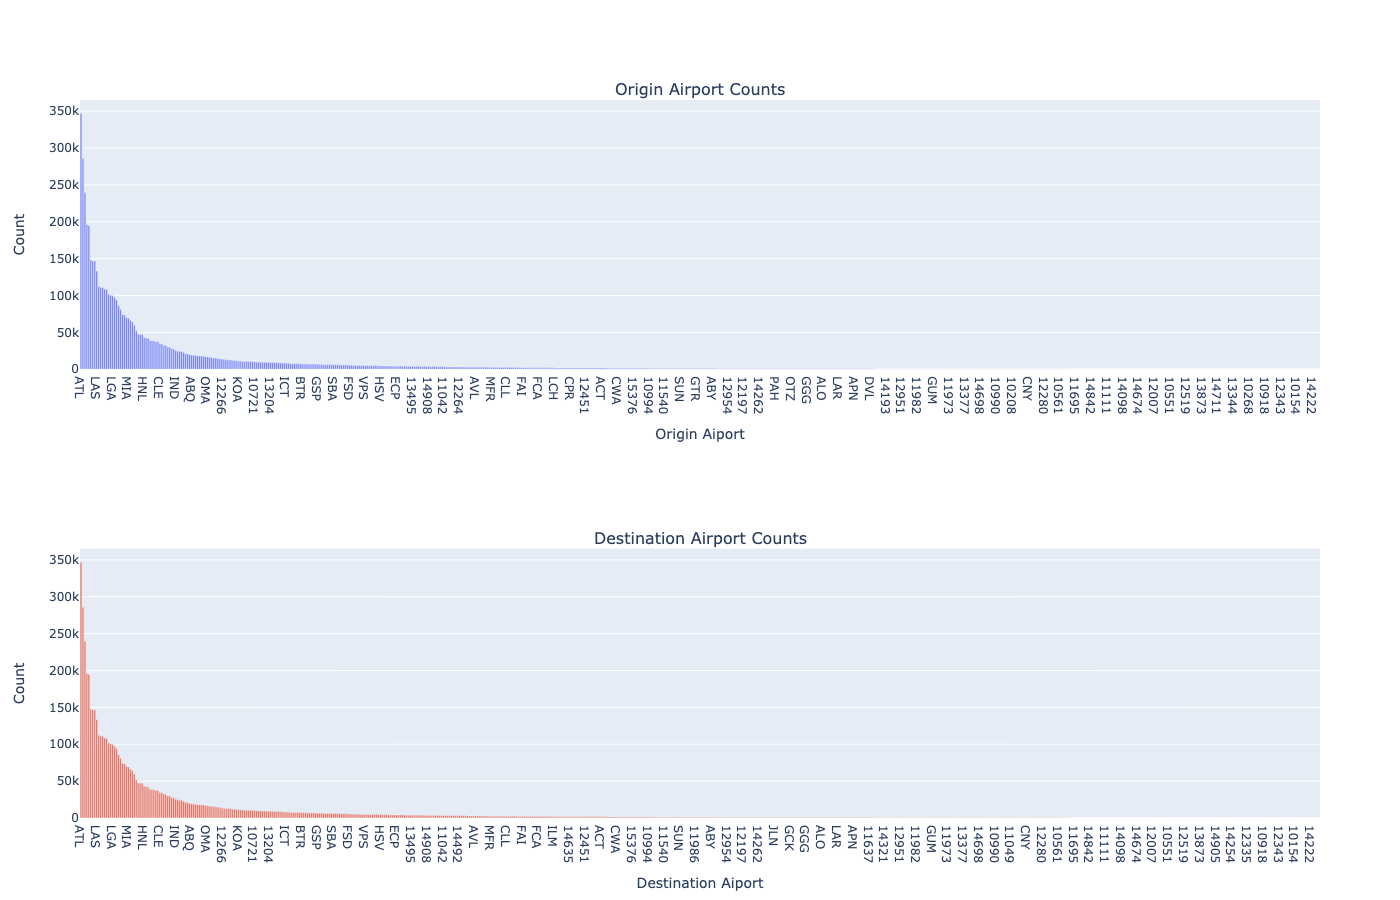 Origin Airport Counts
350k
300k
250k
200k
150k
100k
50k
0
Count
ATL LAS LGA MIA HNL CLE IND ABQ OMA 12266 KOA 10721 13204 ICT BTR GSP SBA FSD VPS HSV ECP 13495 14908 11042 12264 AVL MFR CLL FAI FCA LCH CPR 12451 ACT CWA 15376 10994 11540 SUN GTR ABY 12954 12197 14262 PAH OTZ GGG ALO LAR APN DVL 14193 12951 11982 GUM 11973 13377 14698 10990 10208 CNY 12280 10561 11695 14842 11111 14098 14674 12007 10551 12519 13873 14711 13344 10268 10918 12343 10154 14222
Origin Aiport
Destination Airport Counts
350k
300k
250k
200k
150k
100k
50k
0
Count
ATL LAS LGA MIA HNL CLE IND ABQ OMA 12266 KOA 10721 13204 ICT BTR GSP SBA FSD VPS HSV ECP 13495 14908 11042 14492 AVL MFR CLL FAI FCA ILM 14635 12451 ACT CWA 15376 10994 11540 SUN 11986 ABY 12954 12197 14262 JLN GCK GGG ALO LAR APN 11637 14321 12951 11982 GUM 11973 13377 14698 10990 11049 CNY 12280 10561 11695 14842 11111 14098 14674 12007 10551 12519 13873 14905 14254 12335 10918 12343 10154 14222
Destination Aiport